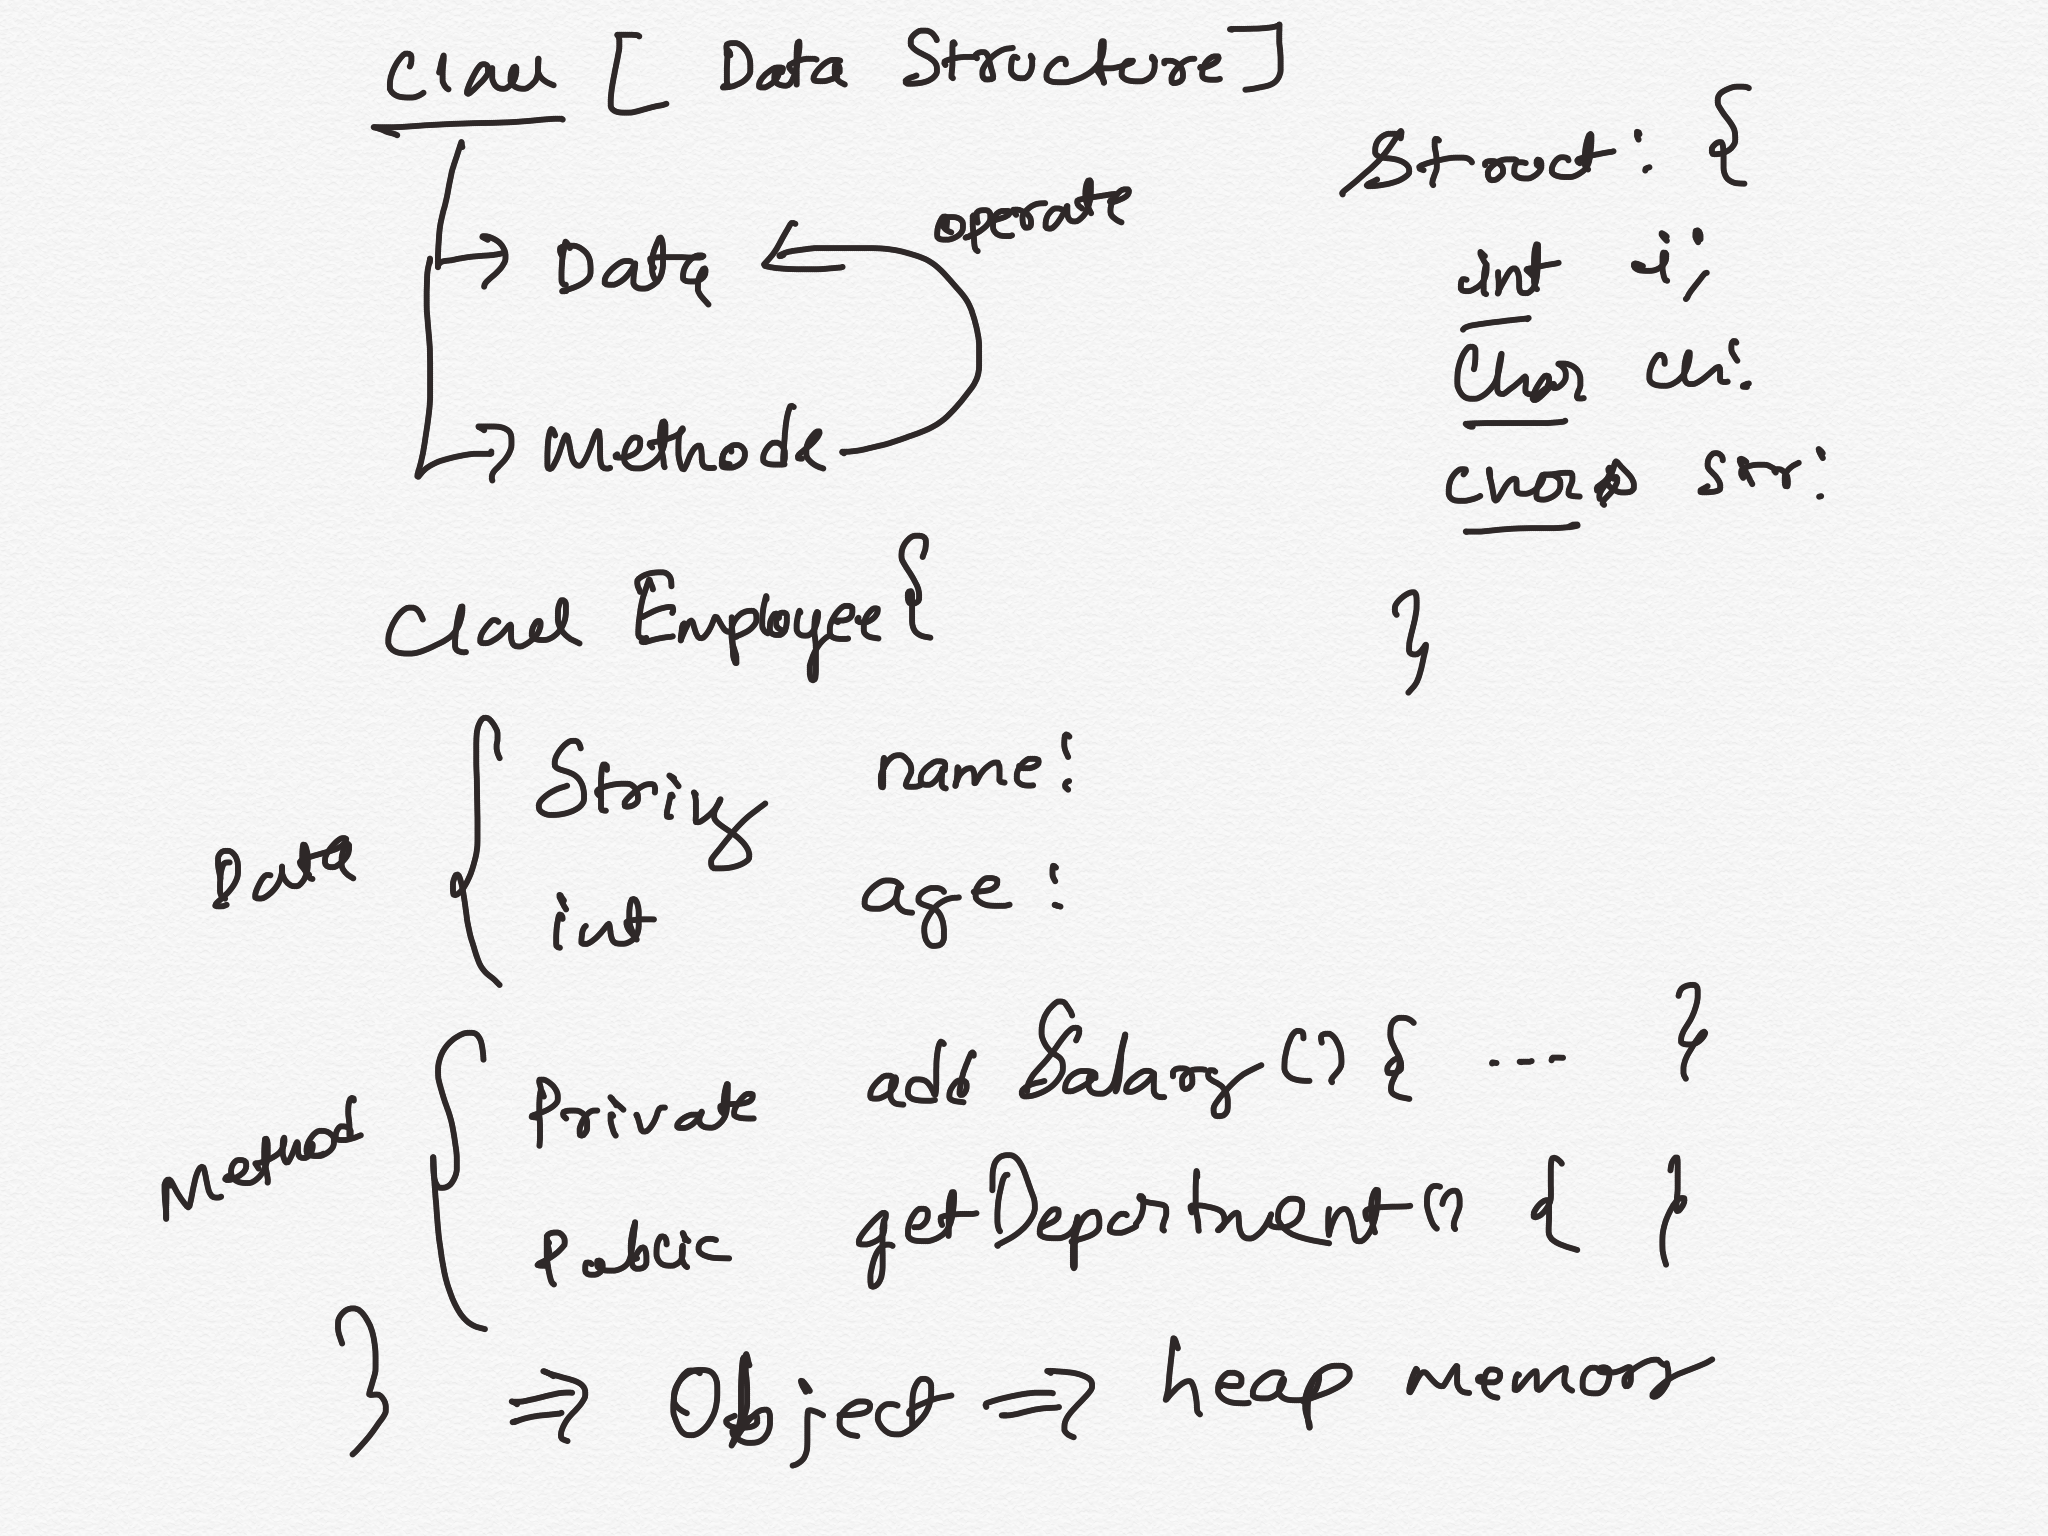 Class [ Data Structure ]
Struct: {
operate
→ Data
int i;
char ch;
→ Methods
char str;
Class Employee {
}
Data { String name;
int age;
Method { Private addSalary() { --- }
Public getDepartment() { }
} ⇒ Object ⇒ heap memory